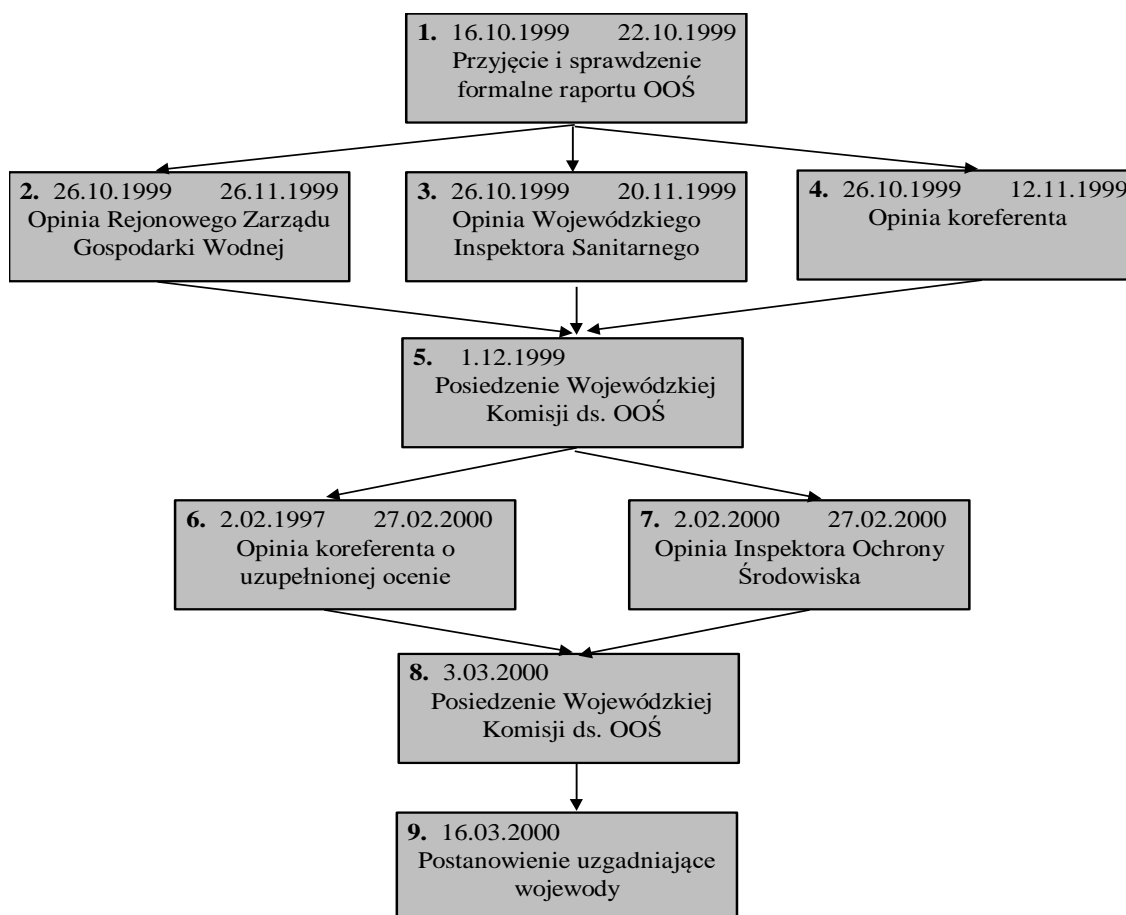 1. 16.10.1999 22.10.1999
Przyjęcie i sprawdzenie
formalne raportu OOŚ
2. 26.10.1999 26.11.1999
Opinia Rejonowego Zarządu
Gospodarki Wodnej
3. 26.10.1999 20.11.1999
Opinia Wojewódzkiego
Inspektora Sanitarnego
4. 26.10.1999 12.11.1999
Opinia koreferenta
5. 1.12.1999
Posiedzenie Wojewódzkiej
Komisji ds. OOŚ
6. 2.02.1997 27.02.2000
Opinia koreferenta o
uzupełnionej ocenie
7. 2.02.2000 27.02.2000
Opinia Inspektora Ochrony
Środowiska
8. 3.03.2000
Posiedzenie Wojewódzkiej
Komisji ds. OOŚ
9. 16.03.2000
Postanowienie uzgadniające
wojewody